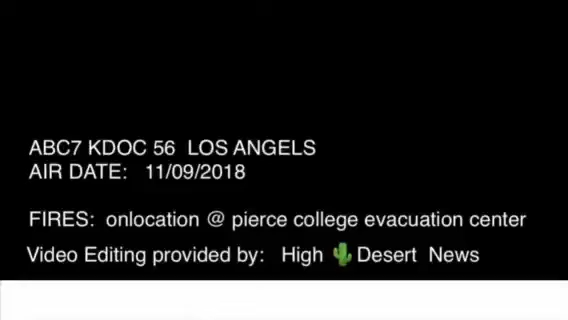 ABC7 KDOC 56 LOS ANGELS
AIR DATE: 11/09/2018
FIRES: onlocation @ pierce college evacuation center
Video Editing provided by: High 🌵 Desert News